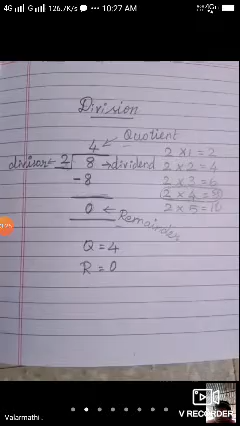 4G G 126.7K/s ... 10:27 AM
Division
4 ← Quotient
divisor ← 2 8 → dividend
-8
0 ← Remainder
Q = 4
R = 0
2 × 1 = 2
2 × 2 = 4
2 × 3 = 6
2 × 4 = 8
2 × 5 = 10
V RECORDER
Valarmathi .